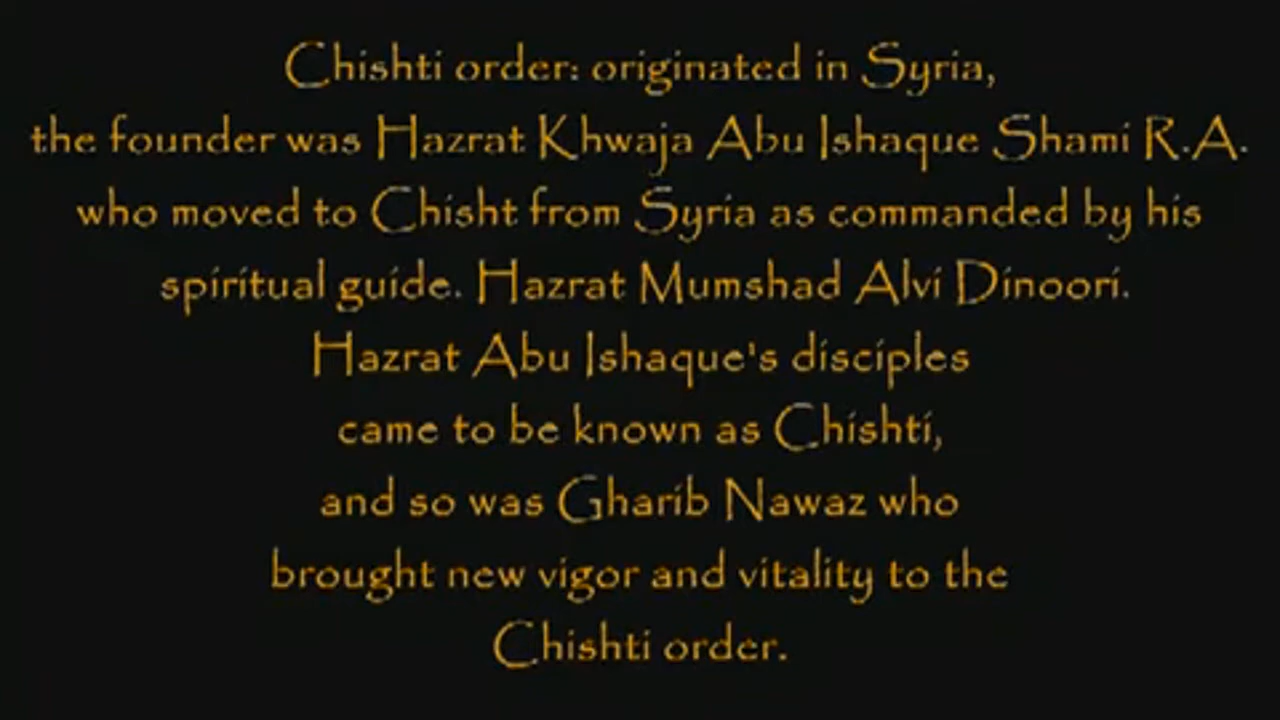 Chishti order: originated in Syria,
the founder was Hazrat Khwaja Abu Ishaque Shami R.A.
who moved to Chisht from Syria as commanded by his
spiritual guide. Hazrat Mumshad Alvi Dinoori.
Hazrat Abu Ishaque's disciples
came to be known as Chishti,
and so was Gharib Nawaz who
brought new vigor and vitality to the
Chishti order.